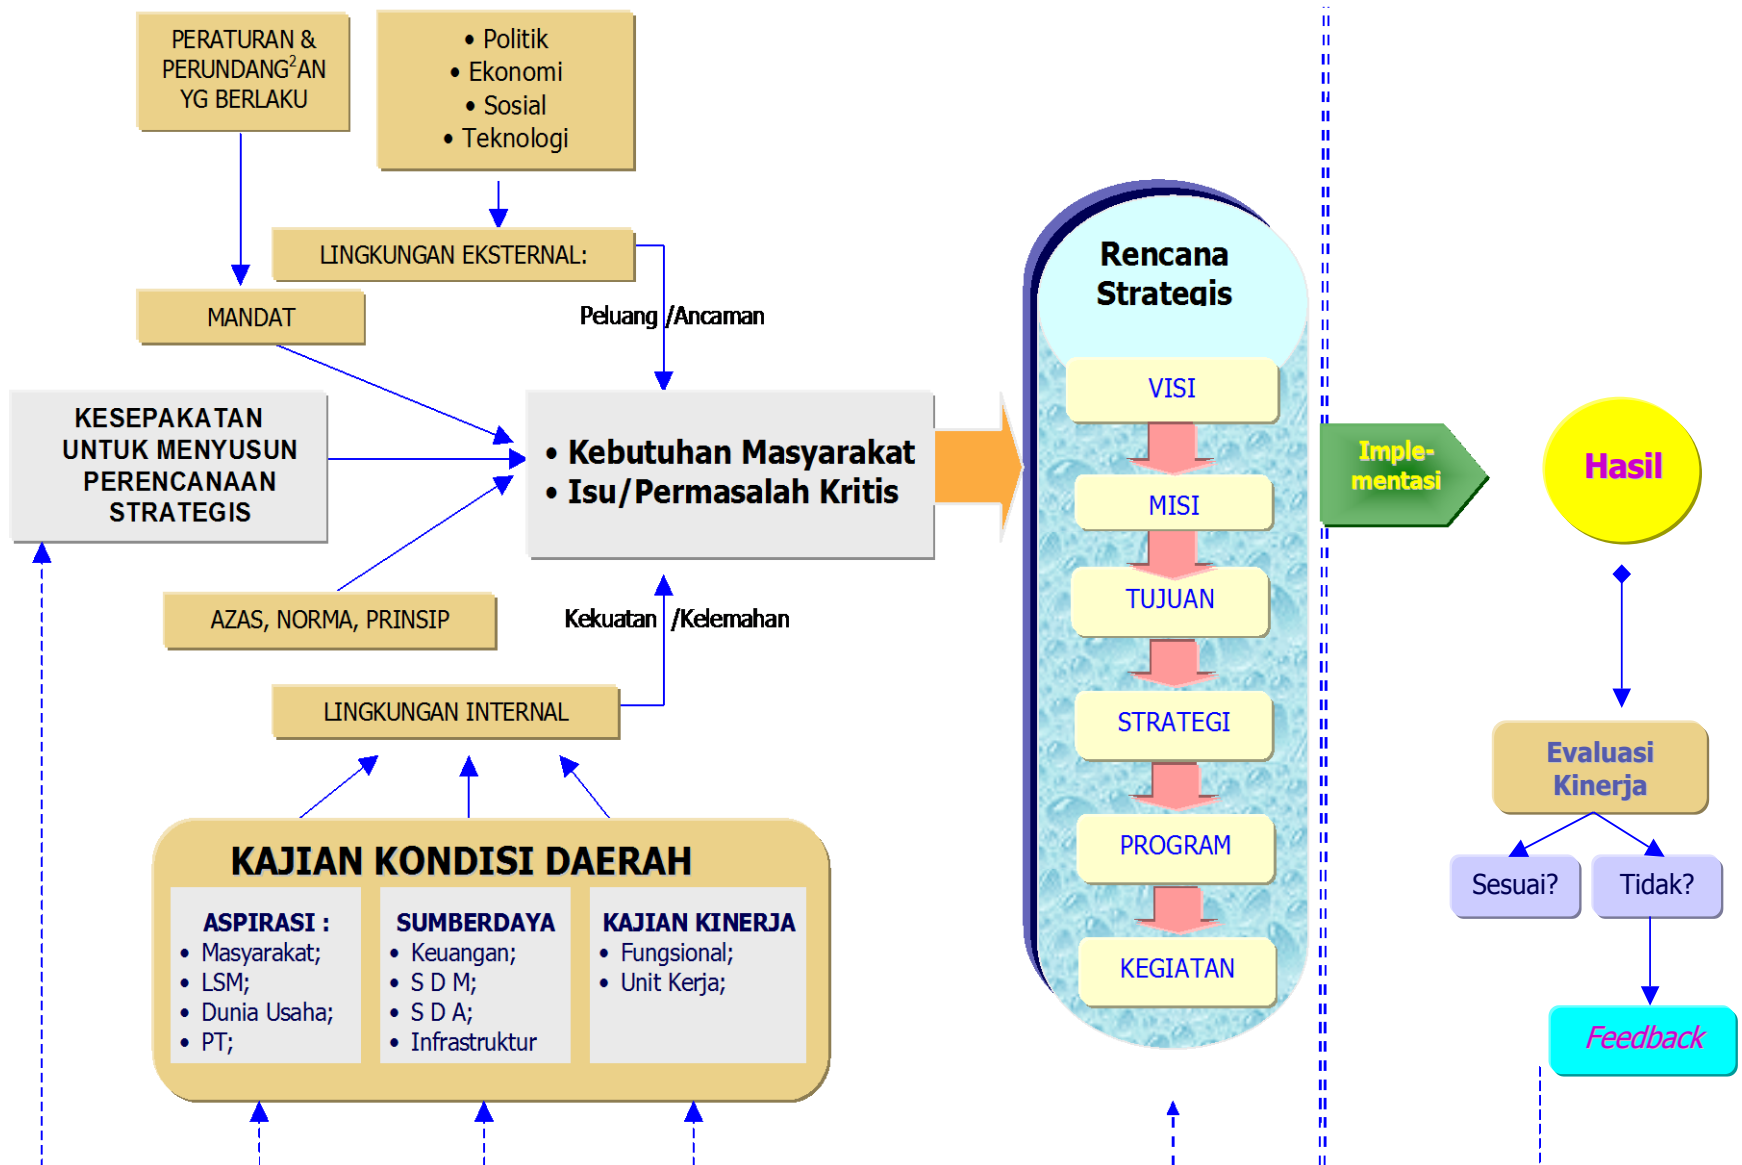 PERATURAN &
PERUNDANG²AN
YG BERLAKU
• Politik
• Ekonomi
• Sosial
• Teknologi
LINGKUNGAN EKSTERNAL:
MANDAT
Peluang /Ancaman
KESEPAKATAN
UNTUK MENYUSUN
PERENCANAAN
STRATEGIS
• Kebutuhan Masyarakat
• Isu/Permasalah Kritis
AZAS, NORMA, PRINSIP
Kekuatan /Kelemahan
LINGKUNGAN INTERNAL
KAJIAN KONDISI DAERAH
ASPIRASI :
• Masyarakat;
• LSM;
• Dunia Usaha;
• PT;
SUMBERDAYA
• Keuangan;
• S D M;
• S D A;
• Infrastruktur
KAJIAN KINERJA
• Fungsional;
• Unit Kerja;
Rencana
Strategis
VISI
MISI
TUJUAN
STRATEGI
PROGRAM
KEGIATAN
Imple-
mentasi
Hasil
Evaluasi
Kinerja
Sesuai?
Tidak?
Feedback